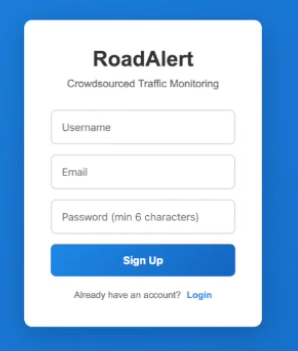 RoadAlert
Crowdsourced Traffic Monitoring
Username
Email
Password (min 6 characters)
Sign Up
Already have an account? Login